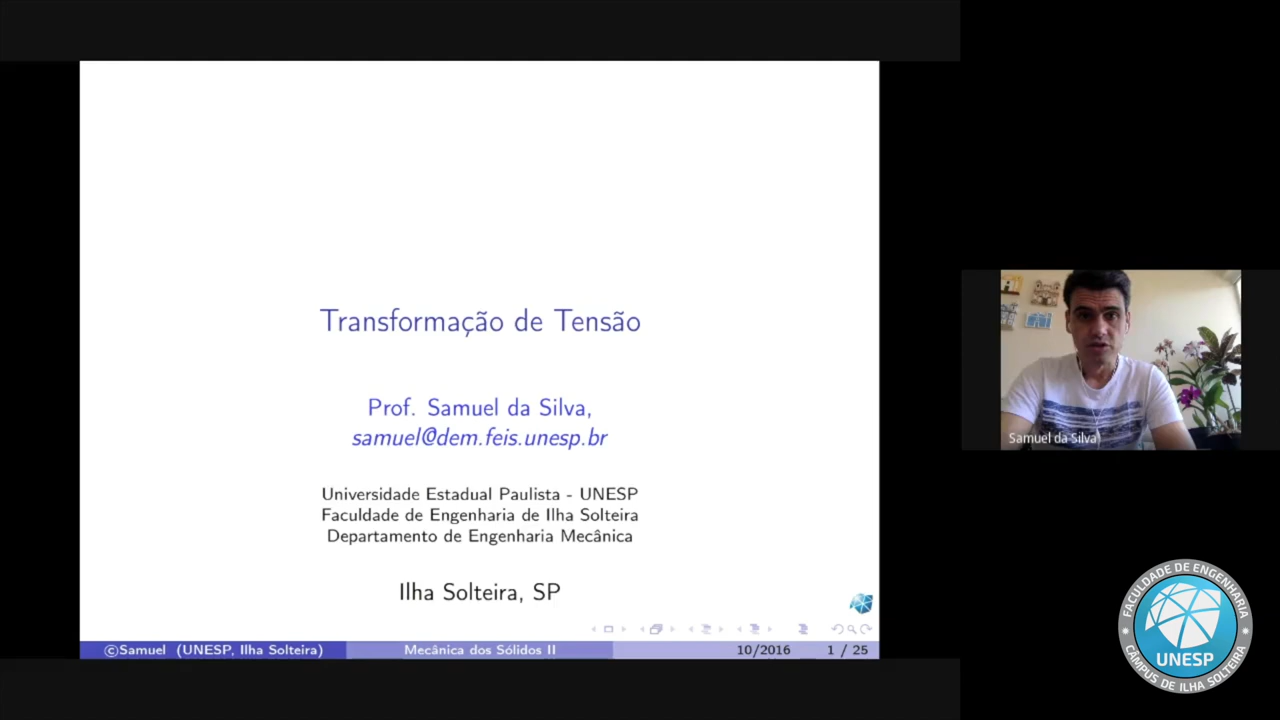 Transformação de Tensão
Prof. Samuel da Silva,
samuel@dem.feis.unesp.br
Universidade Estadual Paulista - UNESP
Faculdade de Engenharia de Ilha Solteira
Departamento de Engenharia Mecânica
Ilha Solteira, SP
©Samuel (UNESP, Ilha Solteira)
Mecânica dos Sólidos II
10/2016
1 / 25
Samuel da Silva
FACULDADE DE ENGENHARIA
UNESP
CÂMPUS DE ILHA SOLTEIRA